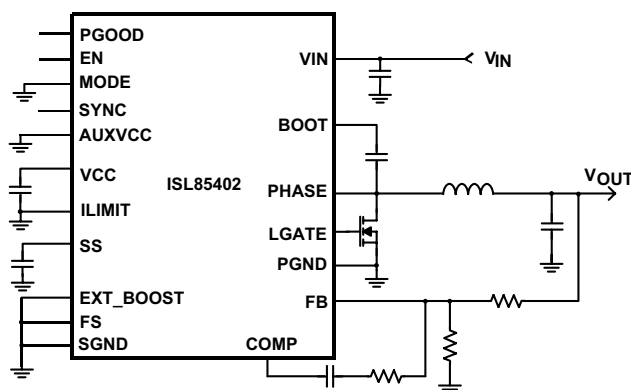 PGOOD
EN
MODE
SYNC
AUXVCC
VCC
ILIMIT
SS
EXT_BOOST
FS
SGND
ISL85402
VIN
BOOT
PHASE
LGATE
PGND
FB
COMP
VIN
VOUT